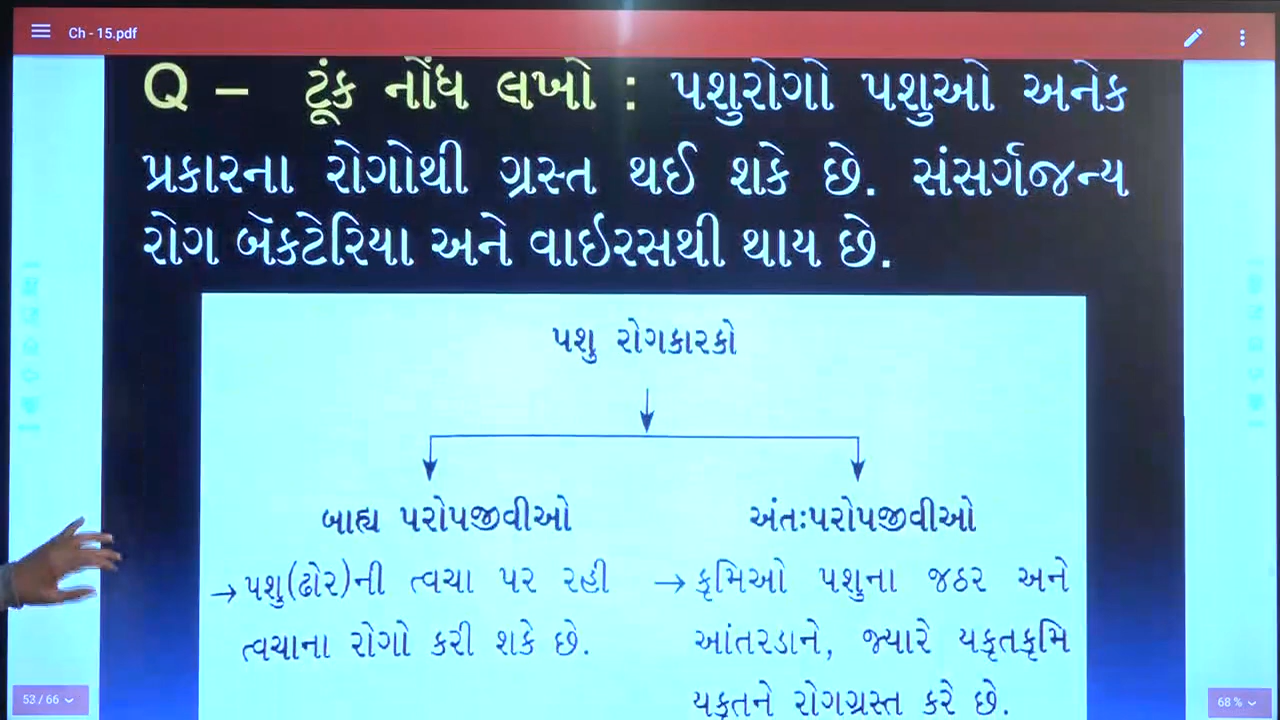 Ch - 15.pdf
Q – ટૂંક નોંધ લખો : પશુરોગો પશુઓ અનેક
પ્રકારના રોગોથી ગ્રસ્ત થઈ શકે છે. સંસર્ગજન્ય
રોગ બૅક્ટેરિયા અને વાઇરસથી થાય છે.
પશુ રોગકારકો
બાહ્ય પરોપજીવીઓ
અંતઃપરોપજીવીઓ
→ પશુ(ઢોર)ની ત્વચા પર રહી
ત્વચાના રોગો કરી શકે છે.
→ કૃમિઓ પશુના જઠર અને
આંતરડાને, જ્યારે યકૃતકૃમિ
યકૃતને રોગગ્રસ્ત કરે છે.
53 / 66
68 %